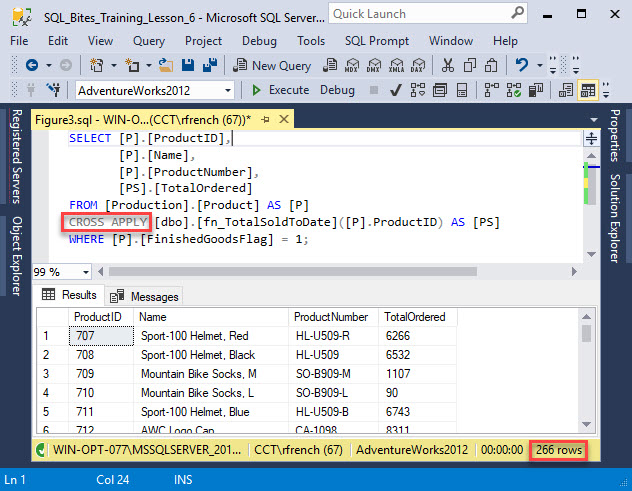 SQL_Bites_Training_Lesson_6 - Microsoft SQL Server...
Quick Launch
File Edit View Project Debug Tools SQL Prompt Window Help
New Query MDX DMX XMLA DAX
AdventureWorks2012 Execute Debug
Figure3.sql - WIN-O...(CCT\rfrench (67))*
Registered Servers
Object Explorer
SELECT [P].[ProductID],
[P].[Name],
[P].[ProductNumber],
[PS].[TotalOrdered]
FROM [Production].[Product] AS [P]
CROSS APPLY [dbo].[fn_TotalSoldToDate]([P].ProductID) AS [PS]
WHERE [P].[FinishedGoodsFlag] = 1;
Properties
Solution Explorer
99 %
Results Messages
ProductID Name ProductNumber TotalOrdered
1 707 Sport-100 Helmet, Red HL-U509-R 6266
2 708 Sport-100 Helmet, Black HL-U509 6532
3 709 Mountain Bike Socks, M SO-B909-M 1107
4 710 Mountain Bike Socks, L SO-B909-L 90
5 711 Sport-100 Helmet, Blue HL-U509-B 6743
6 712 AWC Logo Cap CA-1098 8311
WIN-OPT-077\MSSQLSERVER_201... CCT\rfrench (67) AdventureWorks2012 00:00:00 266 rows
Ln 1 Col 24 INS